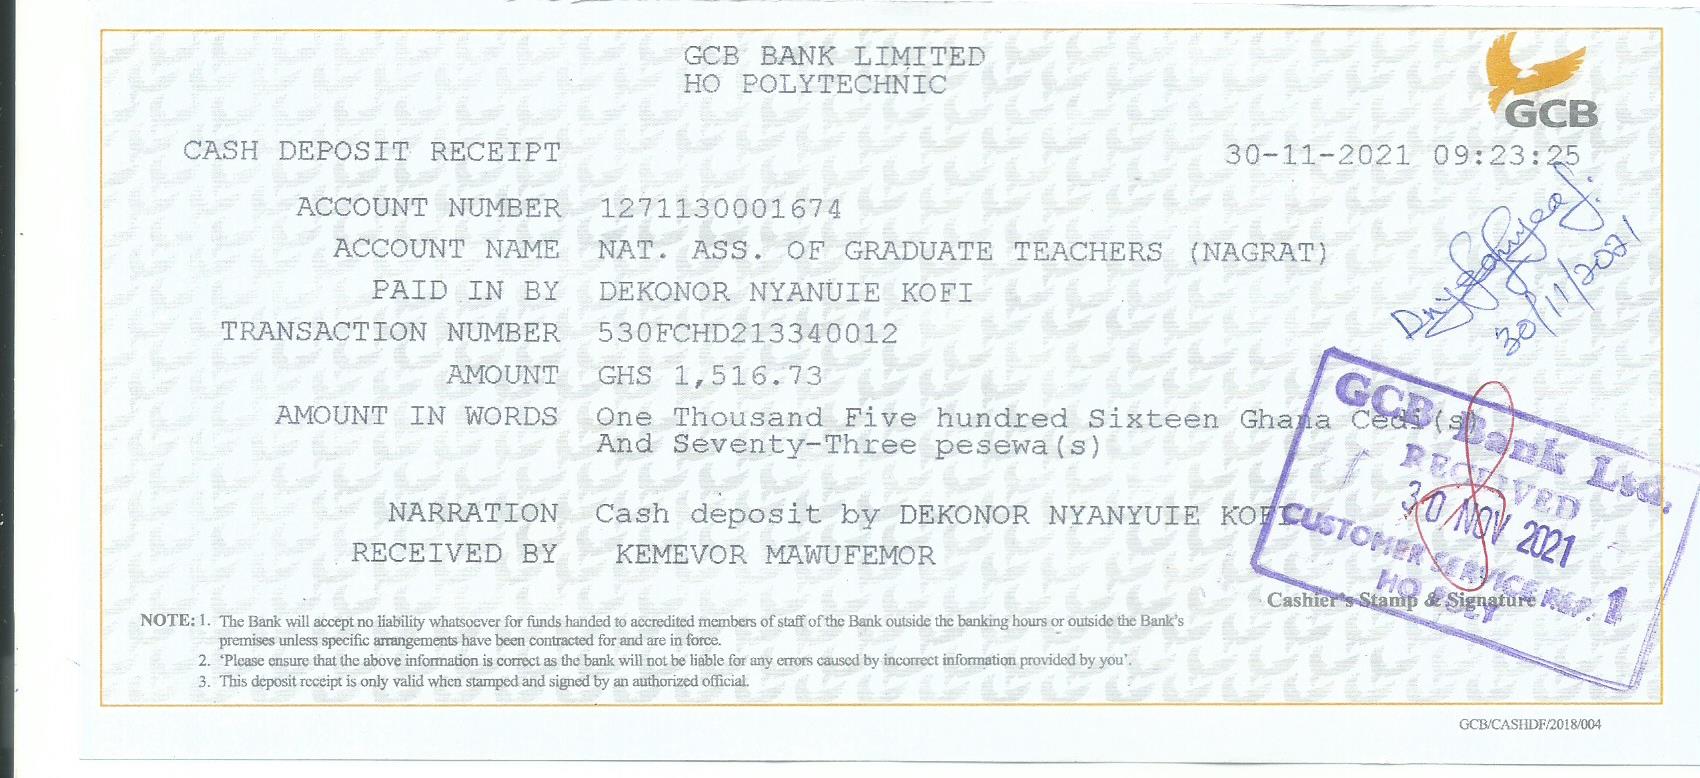 GCB BANK LIMITED
HO POLYTECHNIC
GCB
CASH DEPOSIT RECEIPT 30-11-2021 09:23:25
ACCOUNT NUMBER 1271130001674
ACCOUNT NAME NAT. ASS. OF GRADUATE TEACHERS (NAGRAT)
PAID IN BY DEKONOR NYANUIE KOFI
TRANSACTION NUMBER 530FCHD213340012
30/11/2021
AMOUNT GHS 1,516.73
AMOUNT IN WORDS One Thousand Five hundred Sixteen Ghana Cedi(s)
And Seventy-Three pesewa(s)
NARRATION Cash deposit by DEKONOR NYANYUIE KOFI
RECEIVED BY KEMEVOR MAWUFEMOR
GCB Bank Ltd.
RECEIVED
30 NOV 2021
CUSTOMER SERVICE REP. 1
HO POLY
Cashier's Stamp & Signature
NOTE: 1. The Bank will accept no liability whatsoever for funds handed to accredited members of staff of the Bank outside the banking hours or outside the Bank's
premises unless specific arrangements have been contracted for and are in force.
2. 'Please ensure that the above information is correct as the bank will not be liable for any errors caused by incorrect information provided by you'.
3. This deposit receipt is only valid when stamped and signed by an authorized official.
GCB/CASHDF/2018/004